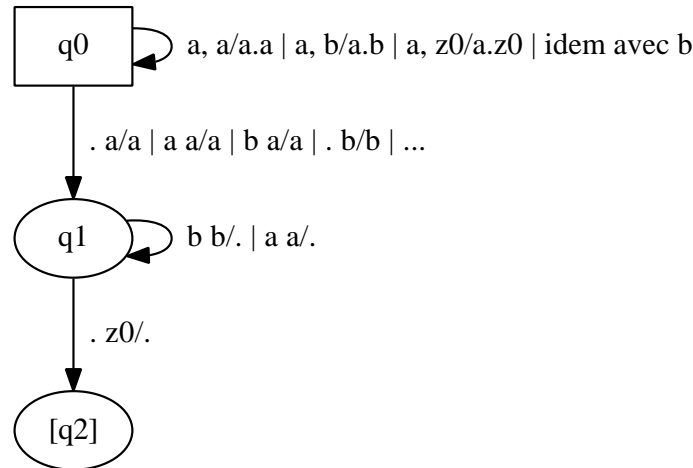 q0
a, a/a.a | a, b/a.b | a, z0/a.z0 | idem avec b
. a/a | a a/a | b a/a | . b/b | ...
q1
b b/. | a a/.
. z0/.
[q2]